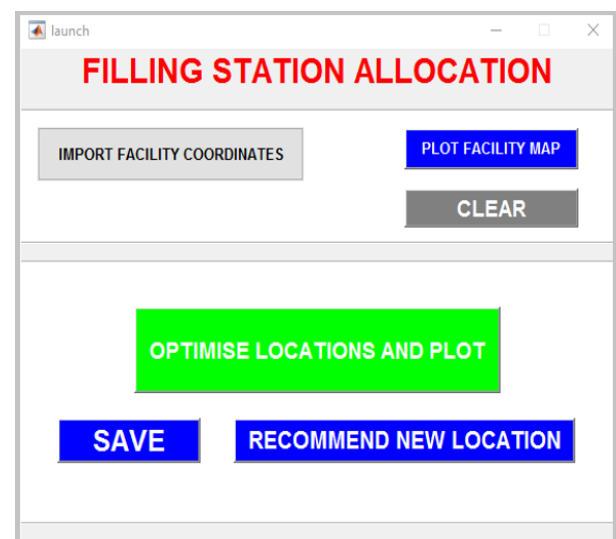 launch
FILLING STATION ALLOCATION
IMPORT FACILITY COORDINATES
PLOT FACILITY MAP
CLEAR
OPTIMISE LOCATIONS AND PLOT
SAVE
RECOMMEND NEW LOCATION